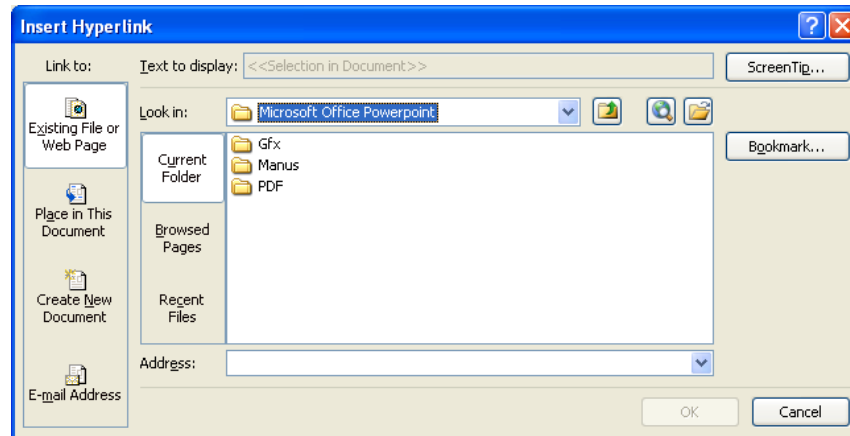 Insert Hyperlink
Link to:
Text to display: <<Selection in Document>>
ScreenTip...
Existing File or
Web Page
Look in:
Microsoft Office Powerpoint
Bookmark...
Current
Folder
Gfx
Manus
PDF
Place in This
Document
Browsed
Pages
Create New
Document
Recent
Files
Address:
E-mail Address
OK
Cancel